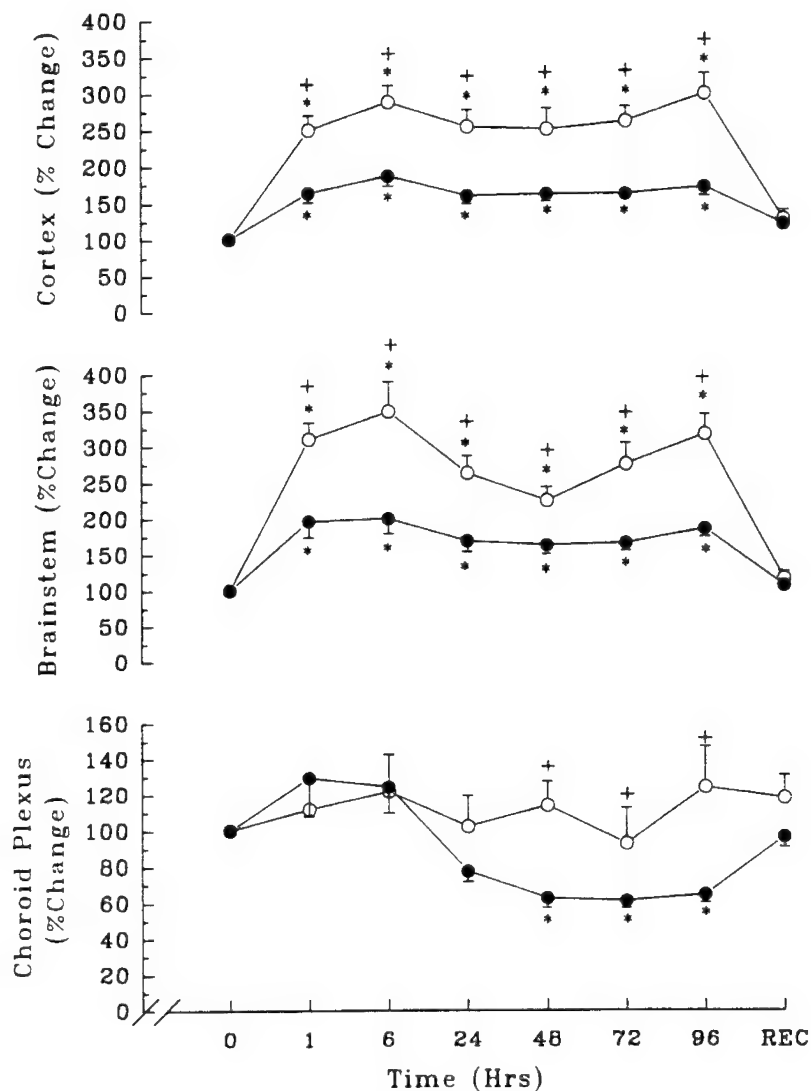 400
350
300
250
200
150
100
50
0
Cortex (% Change)
+ + + + + +
* * * * * *
* * * * * *
400
350
300
250
200
150
100
50
0
Brainstem (%Change)
+ + + + + +
* * * * * *
* * * * * *
160
140
120
100
80
60
40
20
0
Choroid Plexus
(%Change)
+ + +
* * *
0 1 6 24 48 72 96 REC
Time (Hrs)